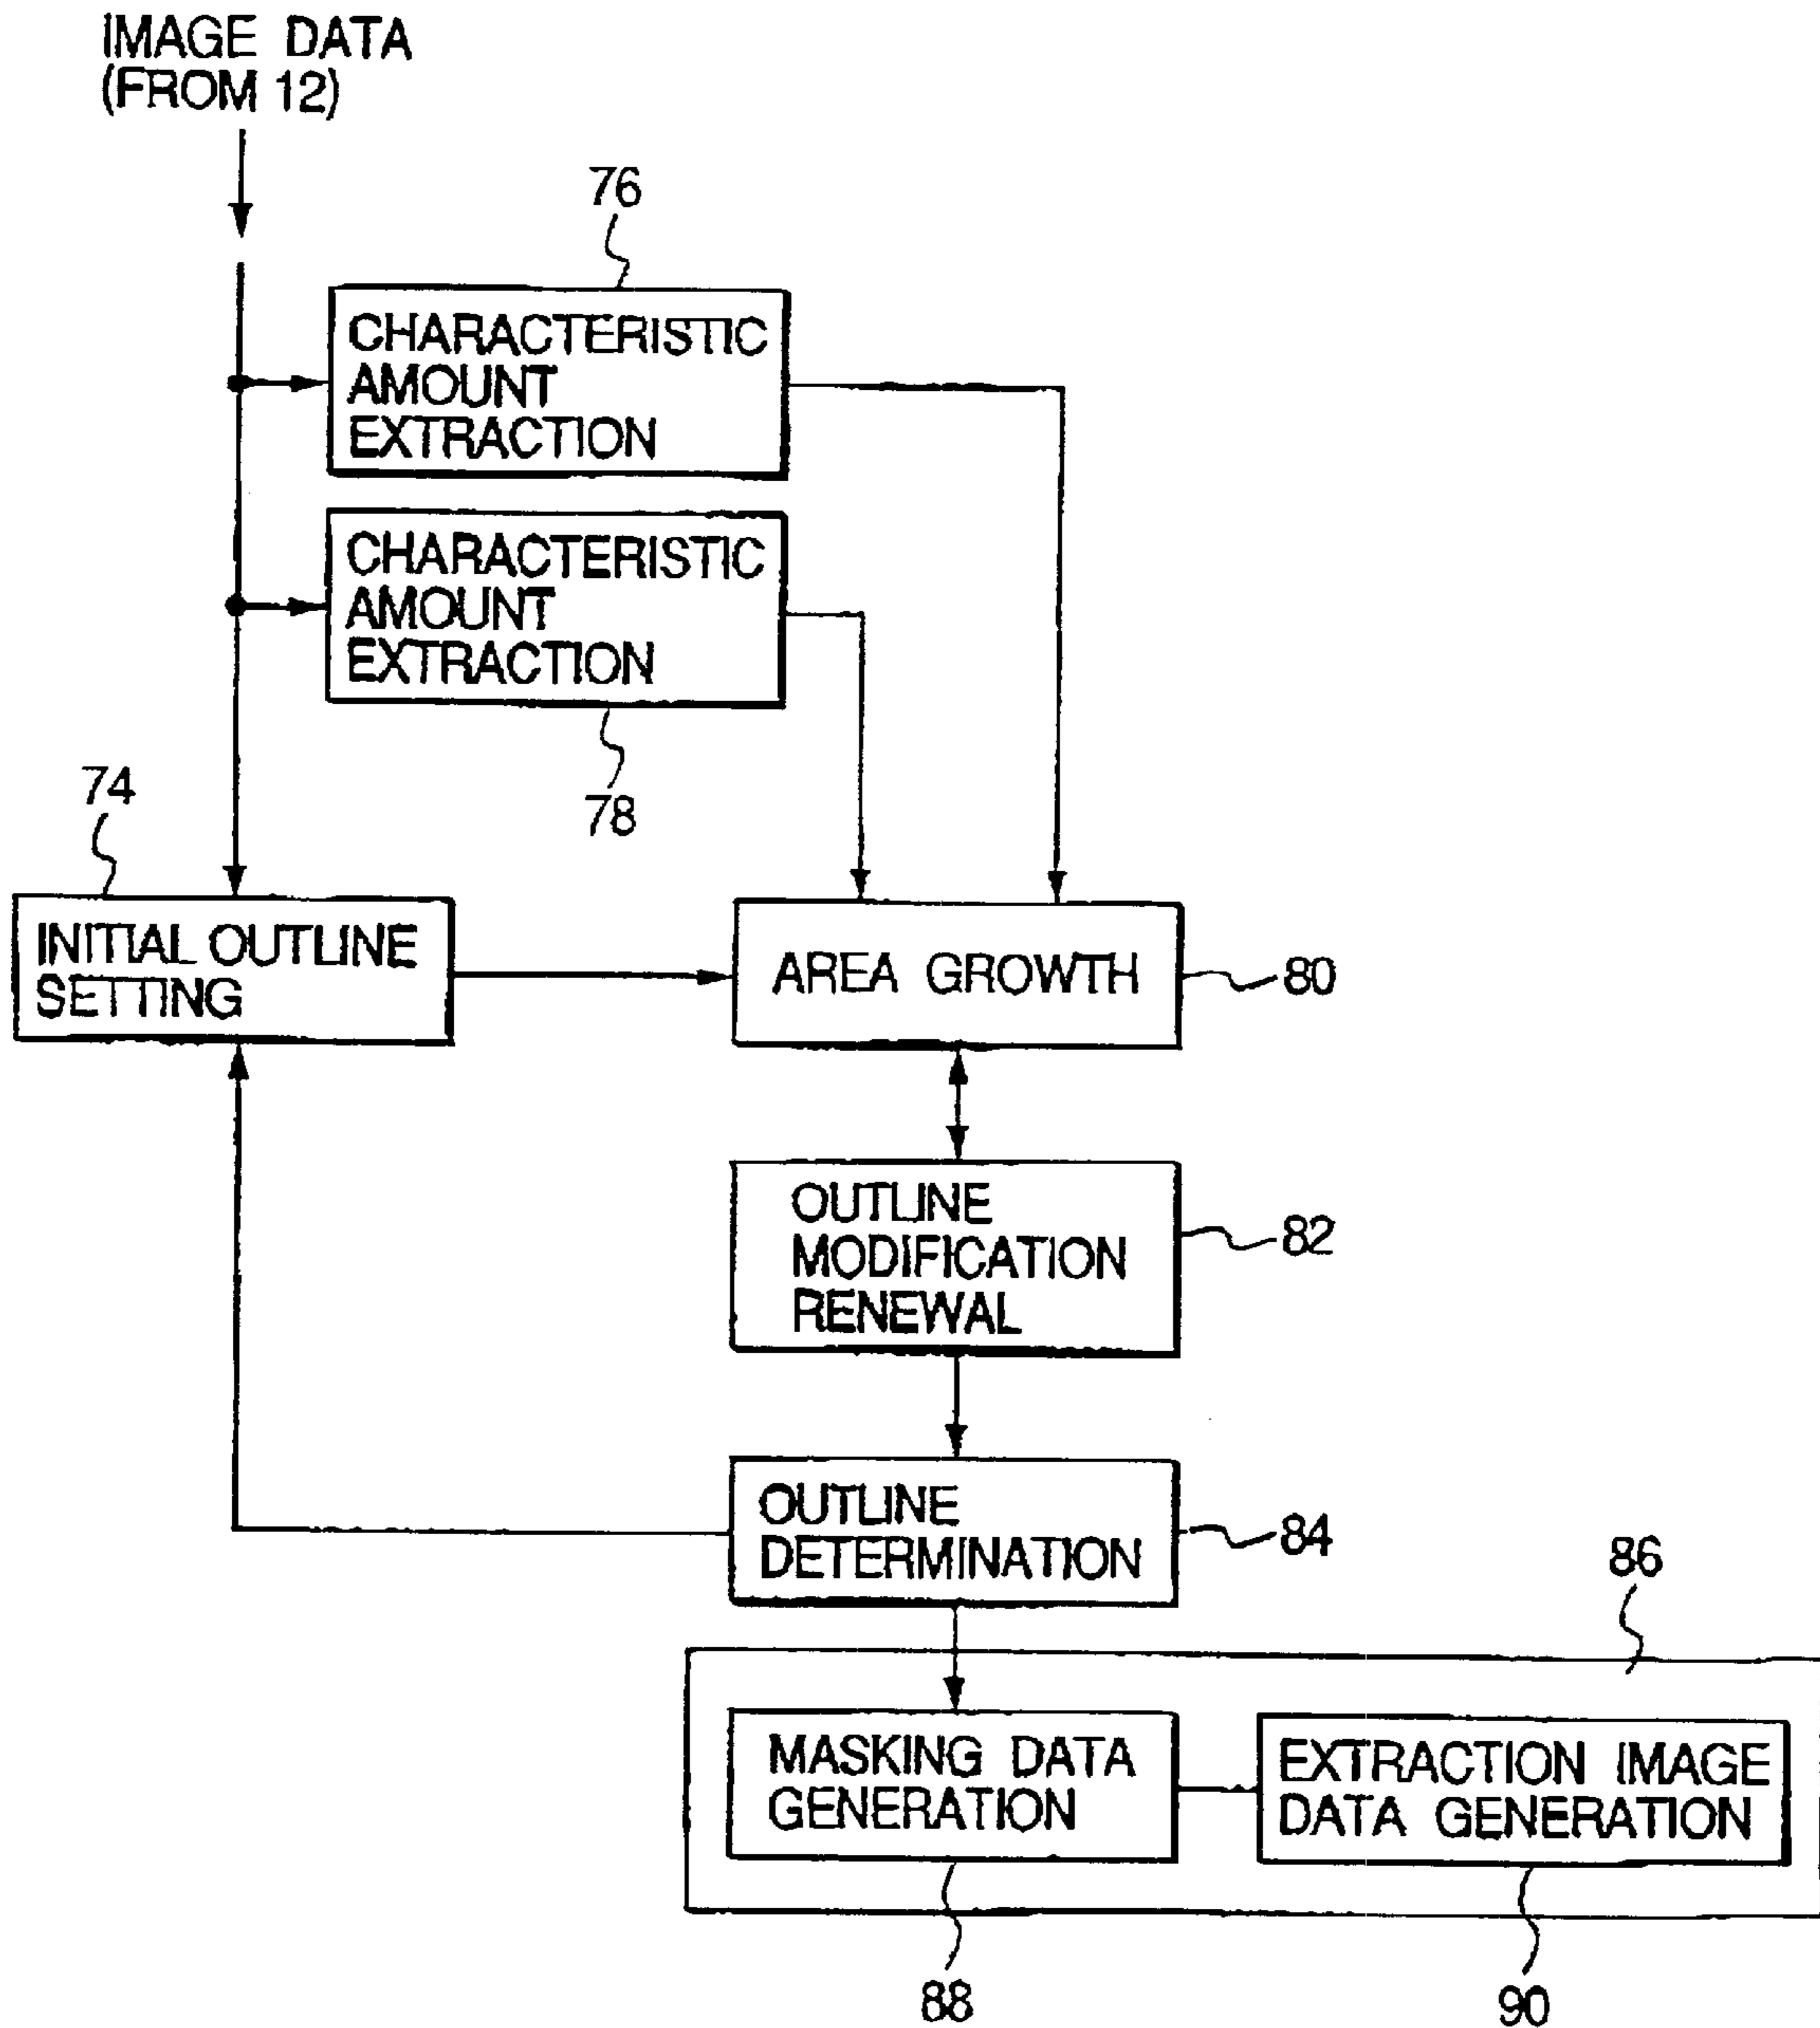 IMAGE DATA
(FROM 12)
76
CHARACTERISTIC
AMOUNT
EXTRACTION
CHARACTERISTIC
AMOUNT
EXTRACTION
78
74
INITIAL OUTLINE
SETTING
AREA GROWTH
80
OUTLINE
MODIFICATION
RENEWAL
82
OUTLINE
DETERMINATION
84
86
MASKING DATA
GENERATION
EXTRACTION IMAGE
DATA GENERATION
88
90